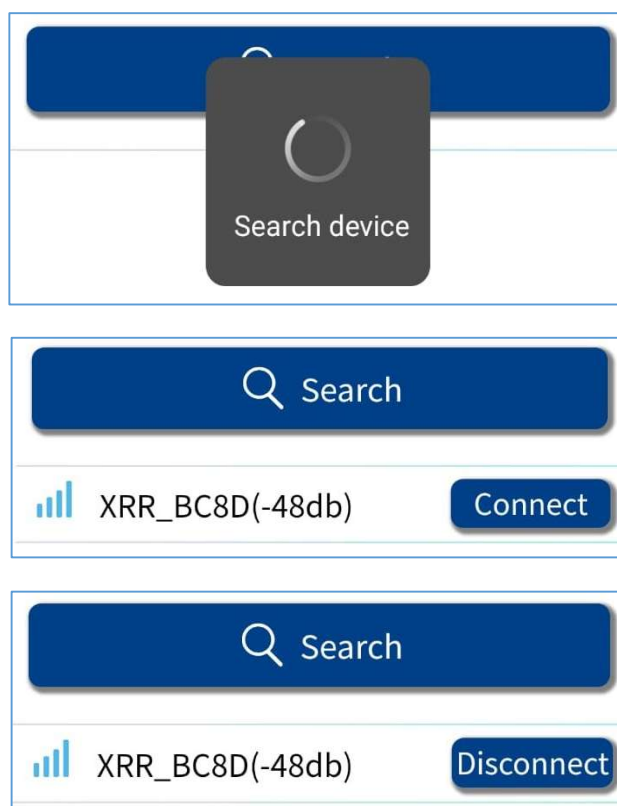 Search device
Search
XRR_BC8D(-48db) Connect
Search
XRR_BC8D(-48db) Disconnect